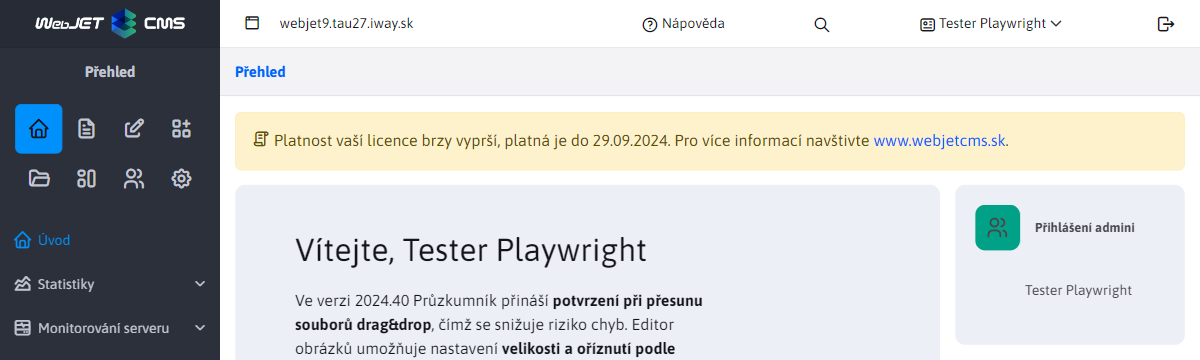 WebJET CMS
webjet9.tau27.iway.sk
Nápověda
Tester Playwright
Přehled
Přehled
Platnost vaší licence brzy vyprší, platná je do 29.09.2024. Pro více informací navštivte www.webjetcms.sk.
Úvod
Statistiky
Monitorování serveru
Vítejte, Tester Playwright
Ve verzi 2024.40 Průzkumník přináší potvrzení při přesunu
souborů drag&drop, čímž se snižuje riziko chyb. Editor
obrázků umožňuje nastavení velikosti a oříznutí podle
Přihlášení admini
Tester Playwright